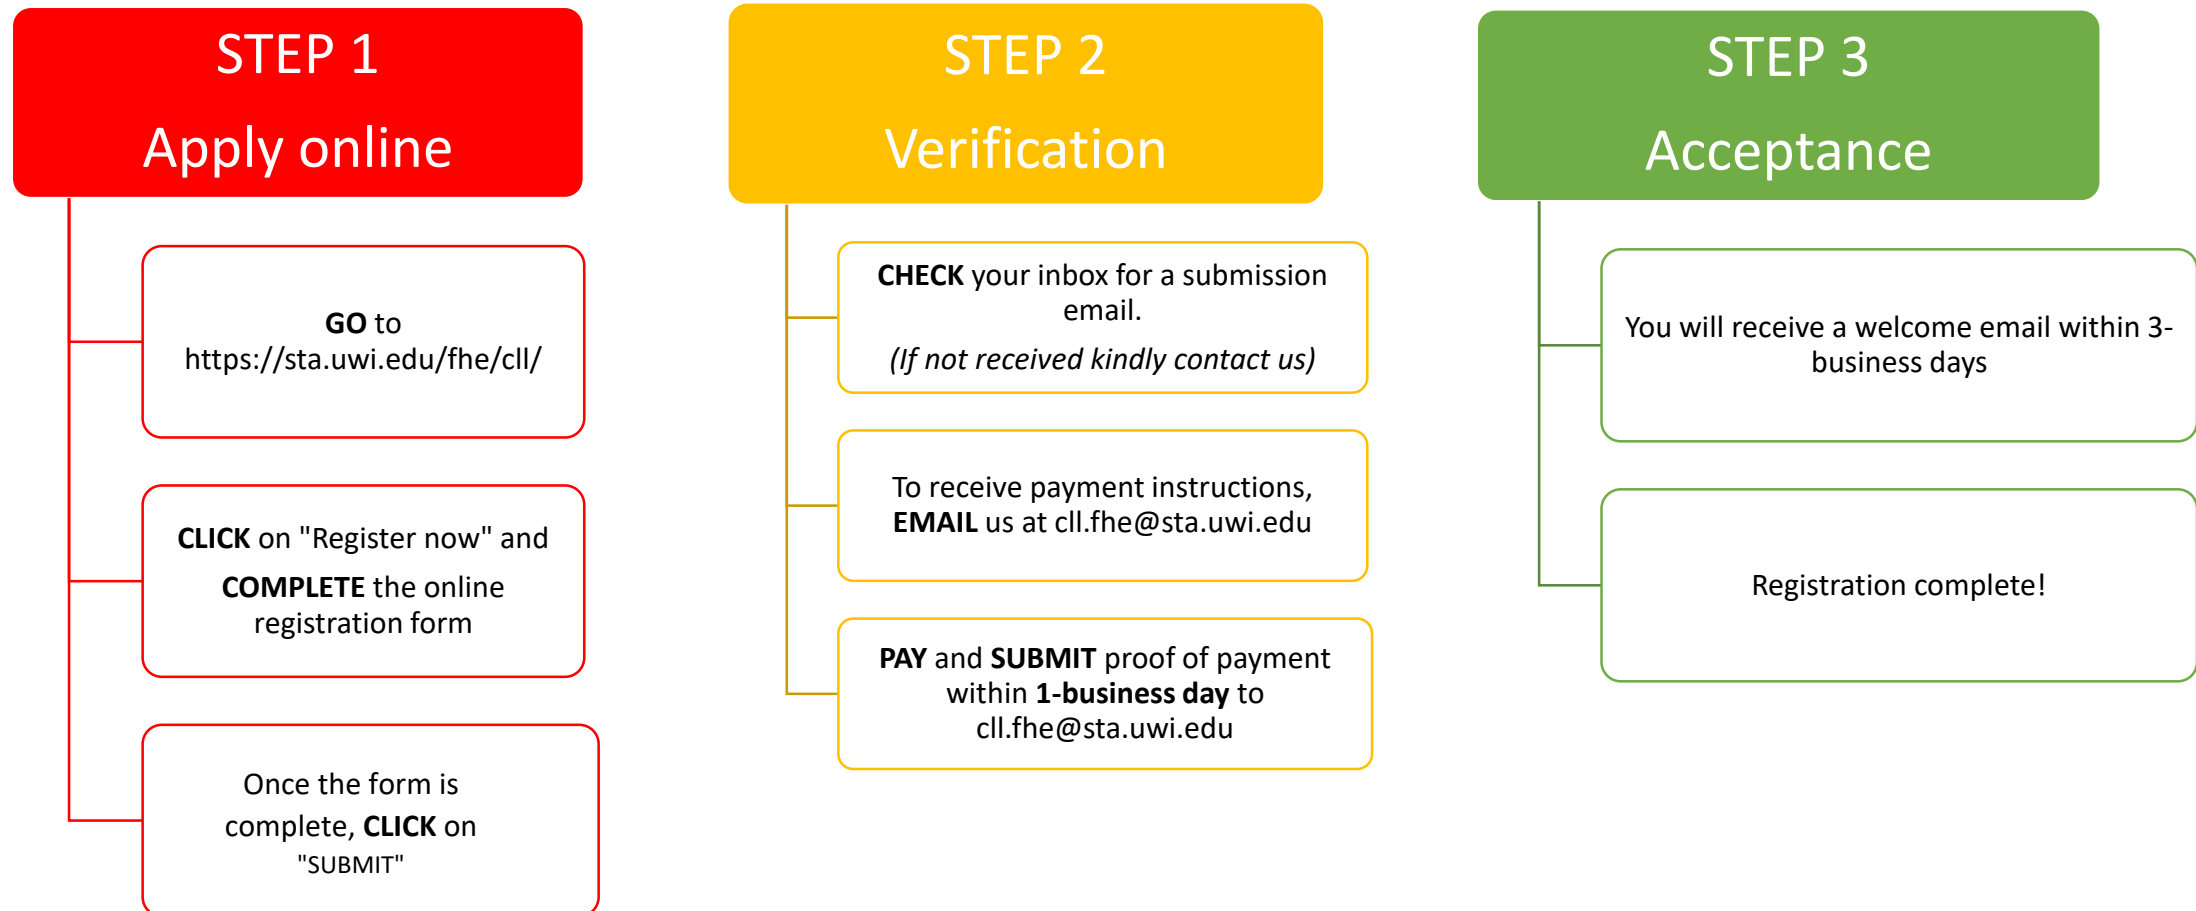 STEP 1
Apply online
GO to
https://sta.uwi.edu/fhe/cll/
CLICK on "Register now" and
COMPLETE the online
registration form
Once the form is
complete, CLICK on
"SUBMIT"
STEP 2
Verification
CHECK your inbox for a submission
email.
(If not received kindly contact us)
To receive payment instructions,
EMAIL us at cll.fhe@sta.uwi.edu
PAY and SUBMIT proof of payment
within 1-business day to
cll.fhe@sta.uwi.edu
STEP 3
Acceptance
You will receive a welcome email within 3-
business days
Registration complete!